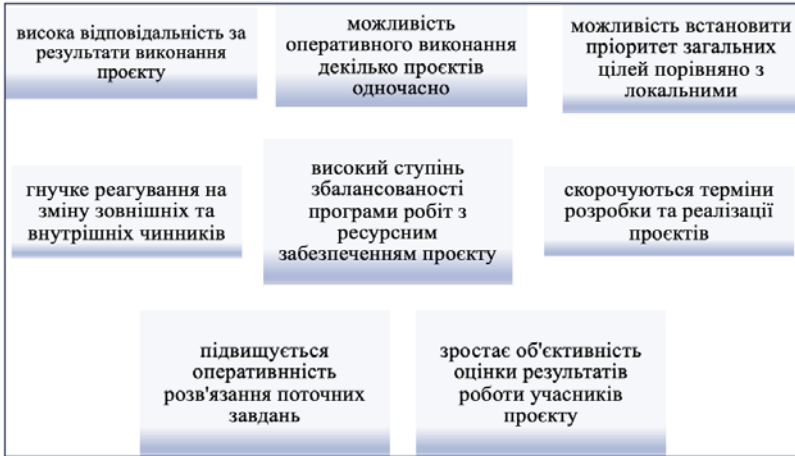 висока відповідальність за
результати виконання
проєкту
можливість
оперативного виконання
декілько проєктів
одночасно
можливість встановити
пріоритет загальних
цілей порівняно з
локальними
гнучке реагування на
зміну зовнішніх та
внутрішніх чинників
високий ступінь
збалансованості
програми робіт з
ресурсним
забезпеченням проєкту
скорочуються терміни
розробки та реалізації
проєктів
підвищується
оперативнність
розв'язання поточних
завдань
зростає об'єктивність
оцінки результатів
роботи учасників
проєкту